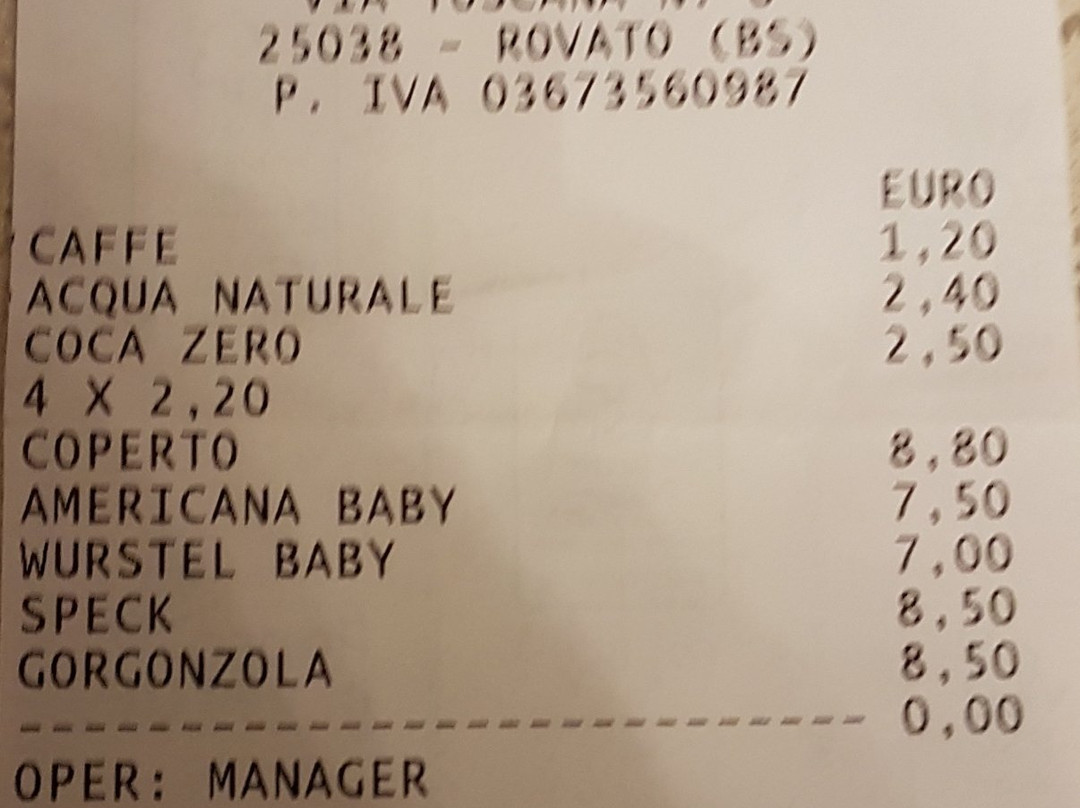 25038 - ROVATO (BS)
P. IVA 03673560987
EURO
CAFFE 1,20
ACQUA NATURALE 2,40
COCA ZERO 2,50
4 X 2,20
COPERTO 8,80
AMERICANA BABY 7,50
WURSTEL BABY 7,00
SPECK 8,50
GORGONZOLA 8,50
------------------------ 0,00
OPER: MANAGER